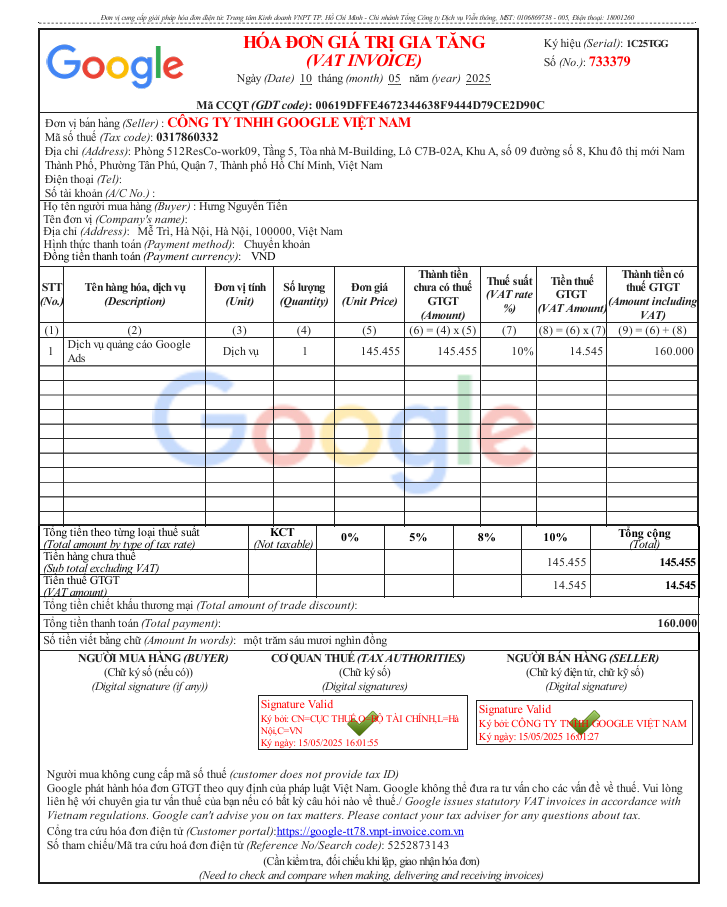 Đơn vị cung cấp giải pháp hóa đơn điện tử: Trung tâm Kinh doanh VNPT TP. Hồ Chí Minh - Chi nhánh Tổng Công ty Dịch vụ Viễn thông, MST: 0106869738 - 005, Điện thoại: 18001260
Google
HÓA ĐƠN GIÁ TRỊ GIA TĂNG
(VAT INVOICE)
Ngày (Date) 10 tháng (month) 05 năm (year) 2025
Ký hiệu (Serial): 1C25TGG
Số (No.): 733379
Mã CCQT (GDT code): 00619DFFE4672344638F9444D79CE2D90C
Đơn vị bán hàng (Seller) : CÔNG TY TNHH GOOGLE VIỆT NAM
Mã số thuế (Tax code): 0317860332
Địa chỉ (Address): Phòng 512ResCo-work09, Tầng 5, Tòa nhà M-Building, Lô C7B-02A, Khu A, số 09 đường số 8, Khu đô thị mới Nam
Thành Phố, Phường Tân Phú, Quận 7, Thành phố Hồ Chí Minh, Việt Nam
Điện thoại (Tel):
Số tài khoản (A/C No.) :
Họ tên người mua hàng (Buyer) : Hưng Nguyên Tiến
Tên đơn vị (Company's name):
Địa chỉ (Address): Mễ Trì, Hà Nội, Hà Nội, 100000, Việt Nam
Hình thức thanh toán (Payment method): Chuyển khoản
Đồng tiền thanh toán (Payment currency): VND
STT (No.) Tên hàng hóa, dịch vụ (Description) Đơn vị tính (Unit) Số lượng (Quantity) Đơn giá (Unit Price) Thành tiền chưa có thuế GTGT (Amount) Thuế suất (VAT rate %) Tiền thuế GTGT (VAT Amount) Thành tiền có thuế GTGT (Amount including VAT)
(1) (2) (3) (4) (5) (6) = (4) x (5) (7) (8) = (6) x (7) (9) = (6) + (8)
1 Dịch vụ quảng cáo Google Ads Dịch vụ 1 145.455 145.455 10% 14.545 160.000
Google
Tổng tiền theo từng loại thuế suất (Total amount by type of tax rate) KCT (Not taxable) 0% 5% 8% 10% Tổng cộng (Total)
Tiền hàng chưa thuế (Sub total excluding VAT) 145.455 145.455
Tiền thuế GTGT (VAT amount) 14.545 14.545
Tổng tiền chiết khấu thương mại (Total amount of trade discount):
Tổng tiền thanh toán (Total payment): 160.000
Số tiền viết bằng chữ (Amount In words): một trăm sáu mươi nghìn đồng
NGƯỜI MUA HÀNG (BUYER)
(Chữ ký số (nếu có))
(Digital signature (if any))
CƠ QUAN THUẾ (TAX AUTHORITIES)
(Chữ ký số)
(Digital signatures)
Signature Valid
Ký bởi: CN=CỤC THUẾ,O=BỘ TÀI CHÍNH,L=Hà
Nội,C=VN
Ký ngày: 15/05/2025 16:01:55
NGƯỜI BÁN HÀNG (SELLER)
(Chữ ký điện tử, chữ ký số)
(Digital signature)
Signature Valid
Ký bởi: CÔNG TY TNHH GOOGLE VIỆT NAM
Ký ngày: 15/05/2025 16:01:27
Người mua không cung cấp mã số thuế (customer does not provide tax ID)
Google phát hành hóa đơn GTGT theo quy định của pháp luật Việt Nam. Google không thể đưa ra tư vấn cho các vấn đề về thuế. Vui lòng
liên hệ với chuyên gia tư vấn thuế của bạn nếu có bất kỳ câu hỏi nào về thuế./ Google issues statutory VAT invoices in accordance with
Vietnam regulations. Google can't advise you on tax matters. Please contact your tax adviser for any questions about tax.
Cổng tra cứu hóa đơn điện tử (Customer portal):https://google-tt78.vnpt-invoice.com.vn
Số tham chiếu/Mã tra cứu hoá đơn điện tử (Reference No/Search code): 5252873143
(Cần kiểm tra, đối chiếu khi lập, giao nhận hóa đơn)
(Need to check and compare when making, delivering and receiving invoices)